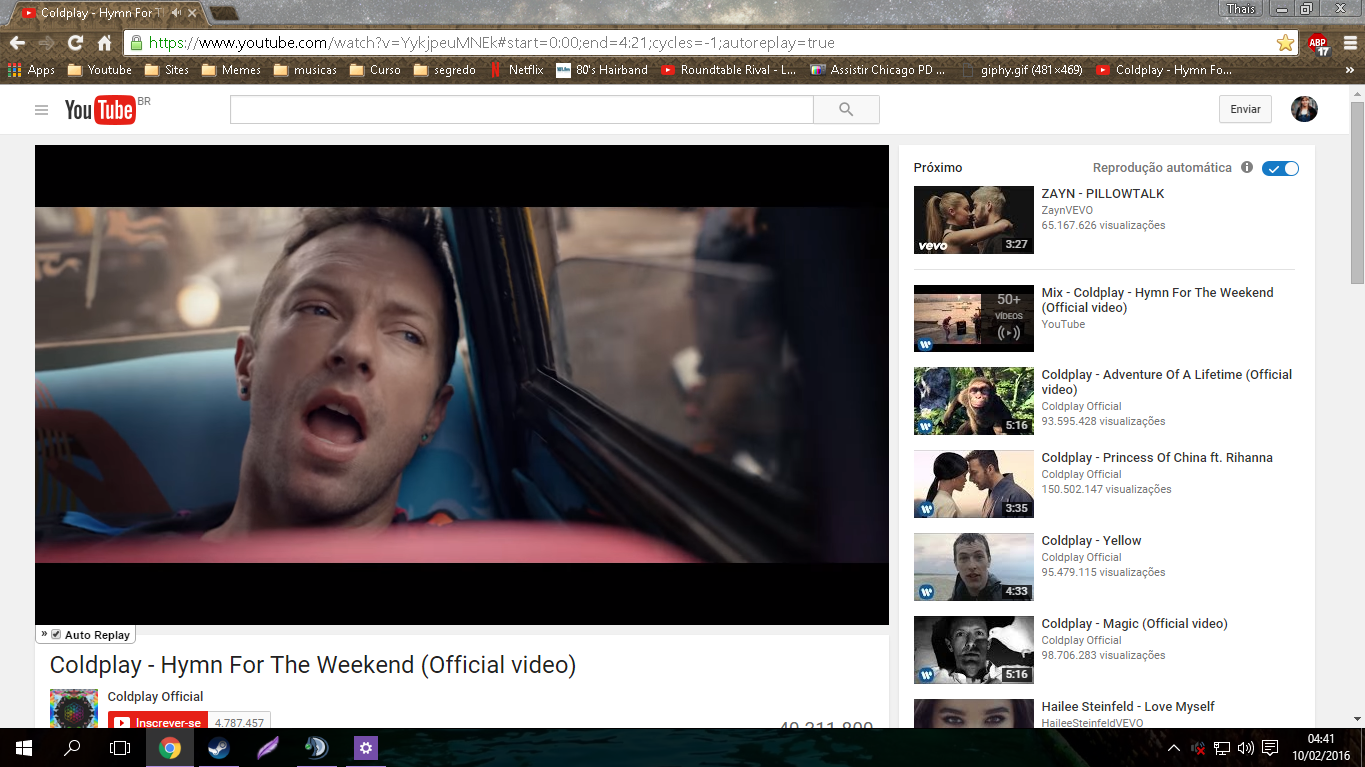 Coldplay - Hymn For Th
Thais
https://www.youtube.com/watch?v=YykjpeuMNEk#start=0:00;end=4:21;cycles=-1;autoreplay=true
ABP
17
Apps Youtube Sites Memes musicas Curso segredo Netflix 80's Hairband Roundtable Rival - L... Assistir Chicago PD ... giphy.gif (481×469) Coldplay - Hymn Fo... »
YouTube BR
Enviar
Próximo
Reprodução automática
ZAYN - PILLOWTALK
ZaynVEVO
65.167.626 visualizações
vevo
3:27
50+
VÍDEOS
Mix - Coldplay - Hymn For The Weekend
(Official video)
YouTube
Coldplay - Adventure Of A Lifetime (Official
video)
Coldplay Official
93.595.428 visualizações
5:16
Coldplay - Princess Of China ft. Rihanna
Coldplay Official
150.502.147 visualizações
3:35
Coldplay - Yellow
Coldplay Official
95.479.115 visualizações
4:33
Coldplay - Magic (Official video)
Coldplay Official
98.706.283 visualizações
5:16
Hailee Steinfeld - Love Myself
HaileeSteinfeldVEVO
» Auto Replay
Coldplay - Hymn For The Weekend (Official video)
Coldplay Official
Inscrever-se 4.787.457
04:41
10/02/2016